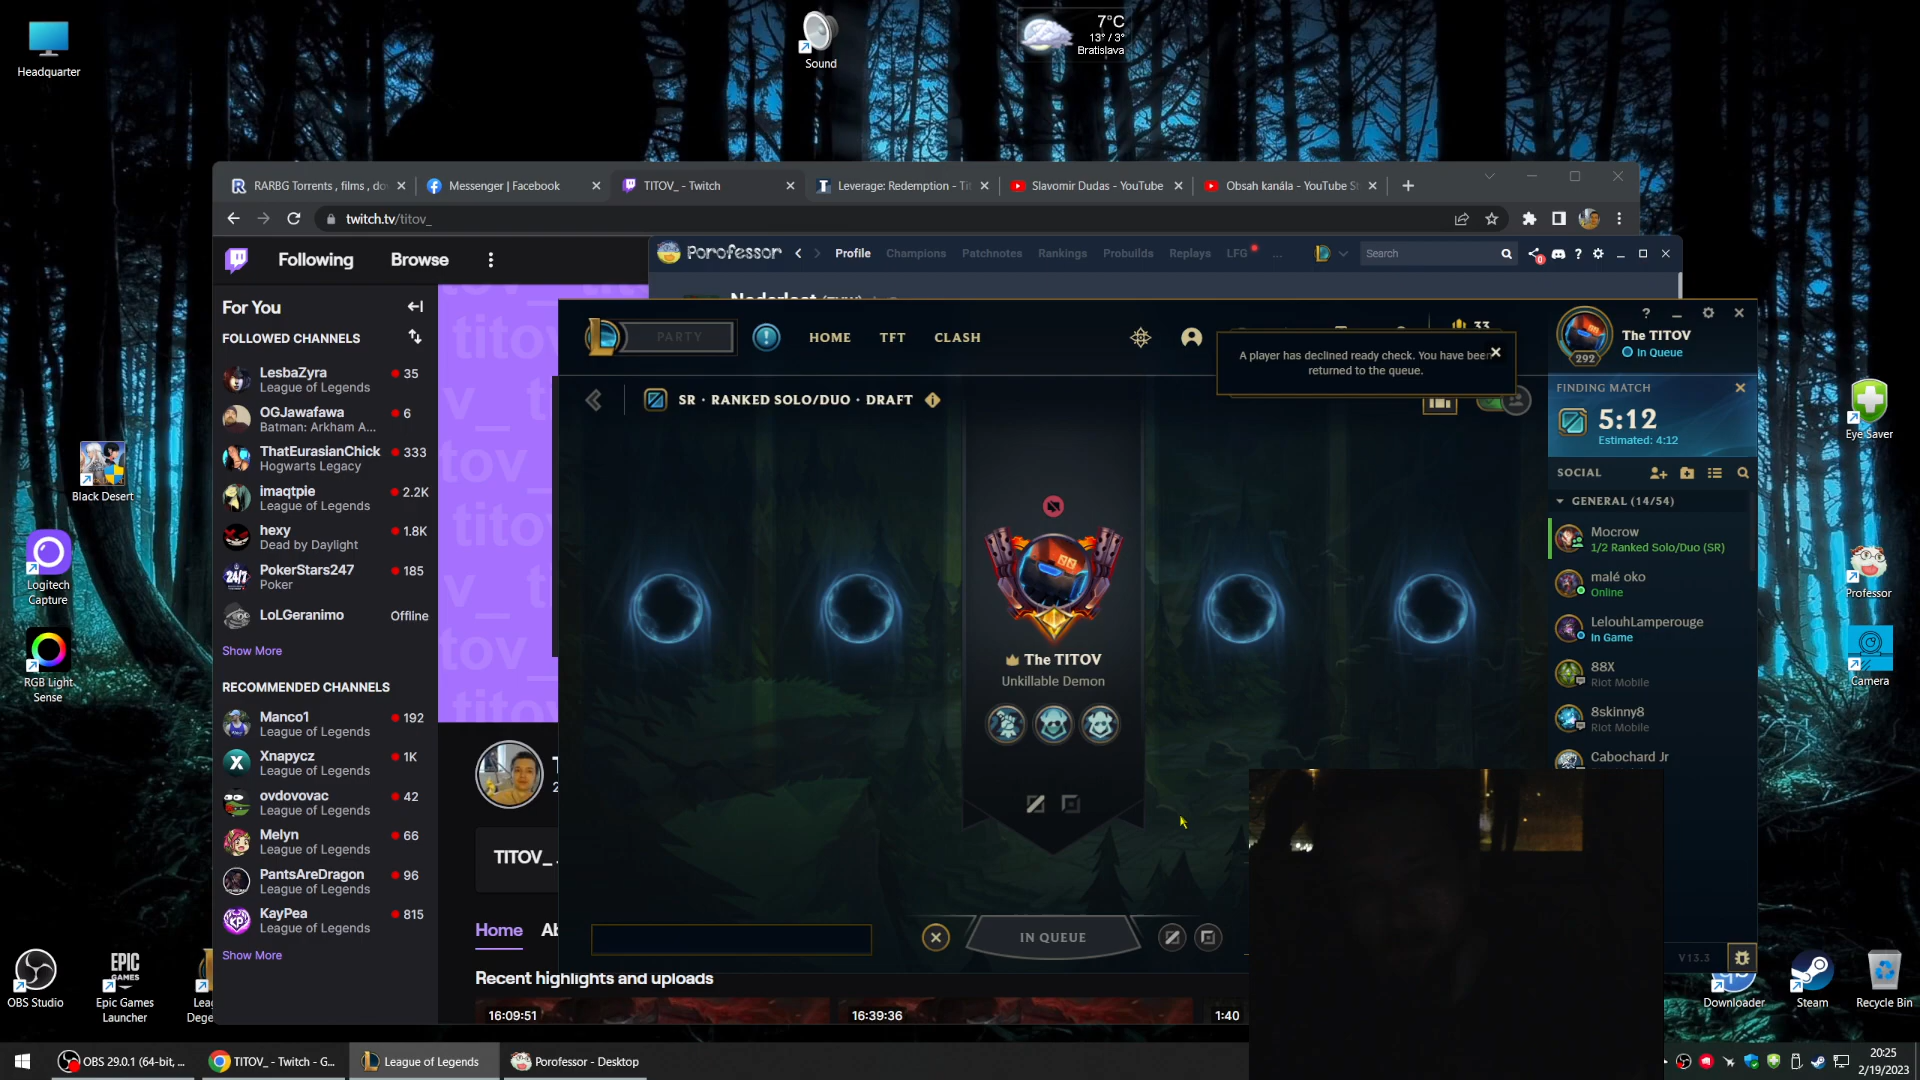 Headquarter
Sound
7°C
13° / 3°
Bratislava
RARBG Torrents , films , do
Messenger | Facebook
TITOV_ - Twitch
Leverage: Redemption - Tit
Slavomir Dudas - YouTube
Obsah kanála - YouTube S
twitch.tv/titov_
Following
Browse
Porofessor
Profile
Champions
Patchnotes
Rankings
Probuilds
Replays
LFG
...
Search
0
For You
FOLLOWED CHANNELS
LesbaZyra
35
League of Legends
OGJawafawa
6
Batman: Arkham A...
ThatEurasianChick
333
Hogwarts Legacy
imaqtpie
2.2K
League of Legends
hexy
1.8K
Dead by Daylight
PokerStars247
185
Poker
LoLGeranimo
Offline
Show More
RECOMMENDED CHANNELS
Manco1
192
League of Legends
Xnapycz
1K
League of Legends
ovdovovac
42
League of Legends
Melyn
66
League of Legends
PantsAreDragon
96
League of Legends
KayPea
815
League of Legends
Show More
TITOV_
Home
Recent highlights and uploads
16:09:51
16:39:36
1:40
PARTY
HOME
TFT
CLASH
33
A player has declined ready check. You have been
returned to the queue.
SR · RANKED SOLO/DUO · DRAFT
The TITOV
Unkillable Demon
IN QUEUE
292
The TITOV
In Queue
FINDING MATCH
5:12
Estimated: 4:12
SOCIAL
GENERAL (14/54)
Mocrow
1/2 Ranked Solo/Duo (SR)
malé oko
Online
LelouhLamperouge
In Game
88X
Riot Mobile
8skinny8
Riot Mobile
Cabochard Jr
V13.3
Black Desert
Logitech
Capture
RGB Light
Sense
OBS Studio
Epic Games
Launcher
Eye Saver
Professor
Camera
Downloader
Steam
Recycle Bin
OBS 29.0.1 (64-bit, ...
TITOV_ - Twitch - G...
League of Legends
Porofessor - Desktop
20:25
2/19/2023